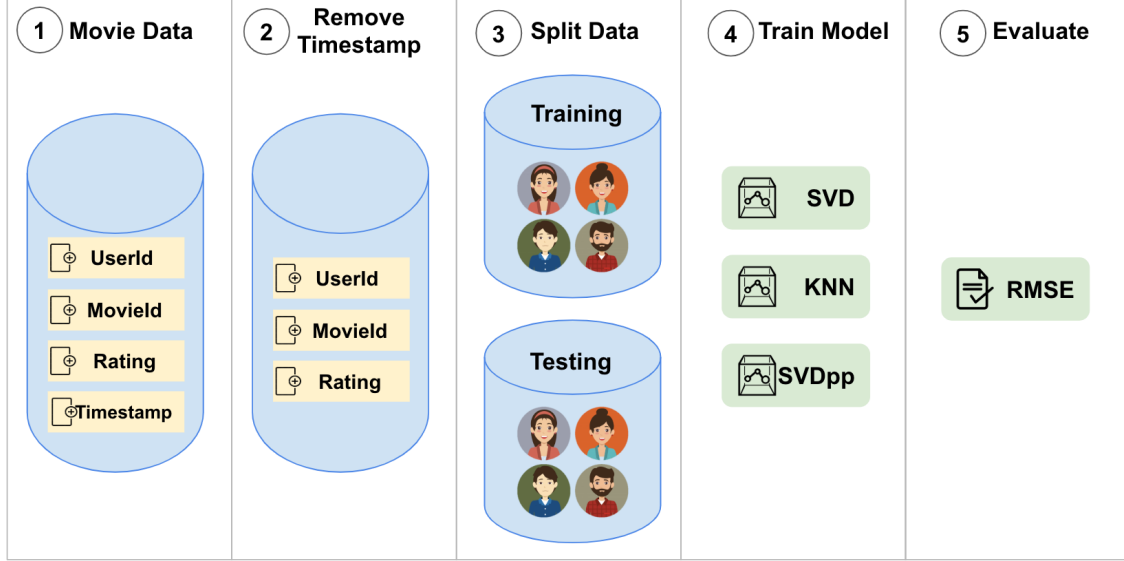 1 Movie Data
2 Remove
Timestamp
3 Split Data
4 Train Model
5 Evaluate
UserId
MovieId
Rating
Timestamp
UserId
MovieId
Rating
Training
Testing
SVD
KNN
SVDpp
RMSE